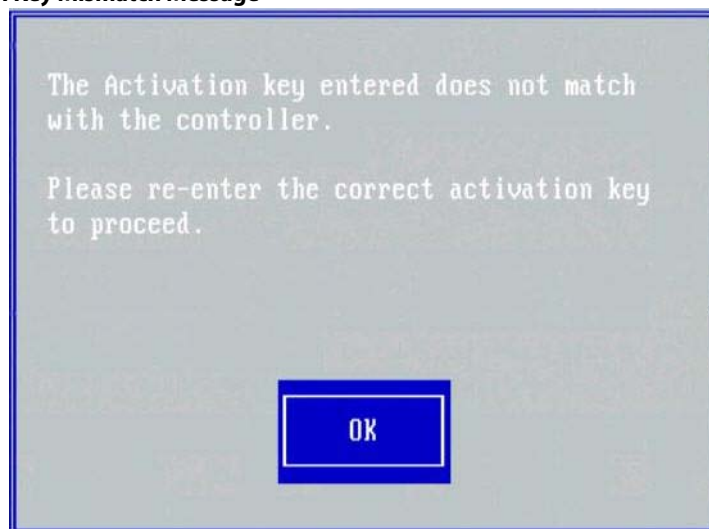 Key Mismatch Message
The Activation key entered does not match
with the controller.
Please re-enter the correct activation key
to proceed.
OK